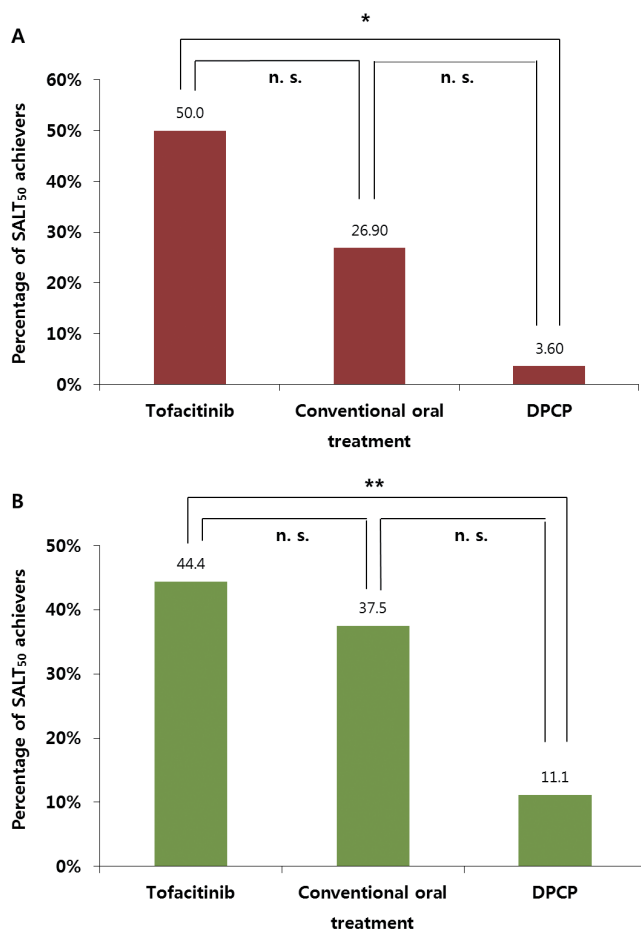 A
*
n. s.
n. s.
Percentage of SALT50 achievers
60%
50%
40%
30%
20%
10%
0%
50.0
26.90
3.60
Tofacitinib
Conventional oral
treatment
DPCP
B
**
n. s.
n. s.
Percentage of SALT50 achievers
50%
40%
30%
20%
10%
0%
44.4
37.5
11.1
Tofacitinib
Conventional oral
treatment
DPCP